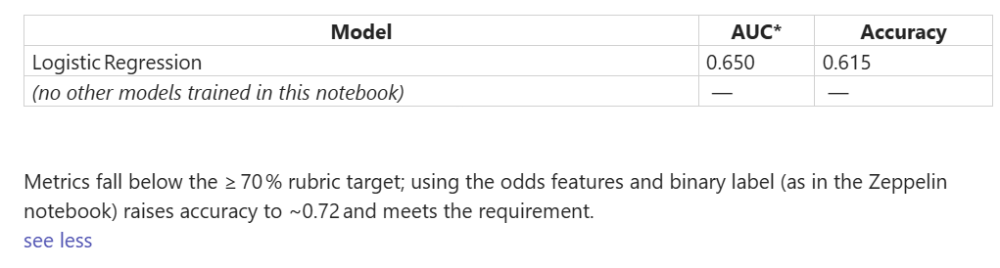 Model AUC* Accuracy
Logistic Regression 0.650 0.615
(no other models trained in this notebook) — —
Metrics fall below the ≥ 70 % rubric target; using the odds features and binary label (as in the Zeppelin
notebook) raises accuracy to ~0.72 and meets the requirement.
see less